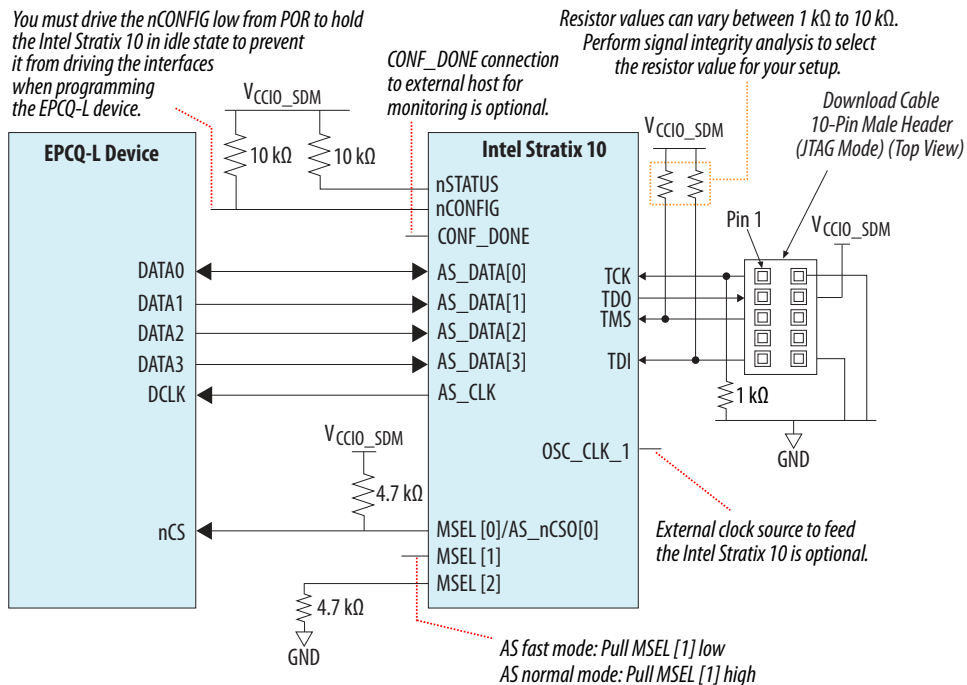 You must drive the nCONFIG low from POR to hold
the Intel Stratix 10 in idle state to prevent
it from driving the interfaces
when programming
the EPCQ-L device.
CONF_DONE connection
to external host for
monitoring is optional.
Resistor values can vary between 1 kΩ to 10 kΩ.
Perform signal integrity analysis to select
the resistor value for your setup.
Download Cable
10-Pin Male Header
(JTAG Mode) (Top View)
VCCIO_SDM
10 kΩ
10 kΩ
EPCQ-L Device
Intel Stratix 10
VCCIO_SDM
Pin 1
VCCIO_SDM
nSTATUS
nCONFIG
CONF_DONE
DATA0
AS_DATA[0]
TCK
DATA1
AS_DATA[1]
TDO
DATA2
AS_DATA[2]
TMS
DATA3
AS_DATA[3]
TDI
DCLK
AS_CLK
1 kΩ
GND
VCCIO_SDM
4.7 kΩ
OSC_CLK_1
nCS
MSEL [0]/AS_nCSO[0]
MSEL [1]
MSEL [2]
4.7 kΩ
GND
External clock source to feed
the Intel Stratix 10 is optional.
AS fast mode: Pull MSEL [1] low
AS normal mode: Pull MSEL [1] high